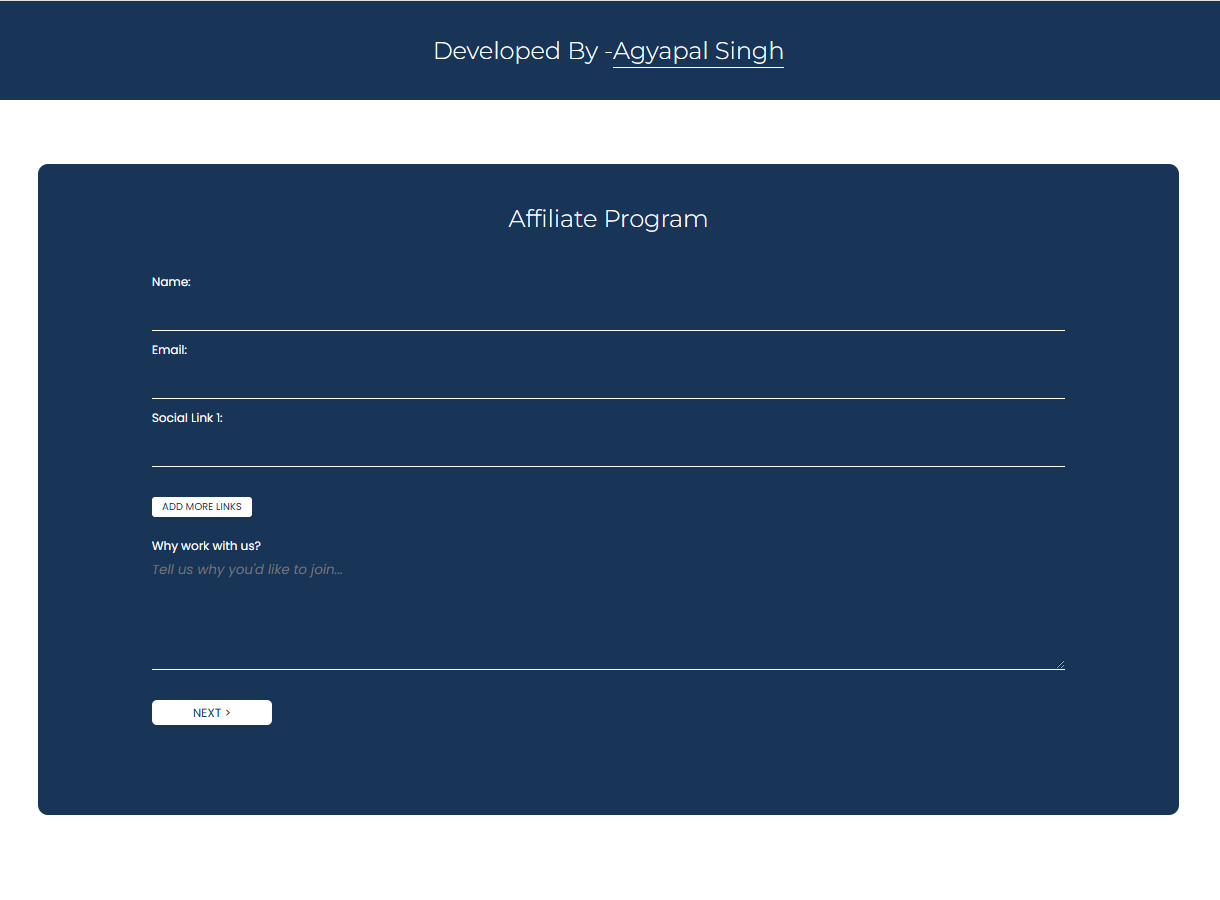 Developed By -Agyapal Singh
Affiliate Program
Name:
Email:
Social Link 1:
ADD MORE LINKS
Why work with us?
Tell us why you'd like to join...
NEXT >